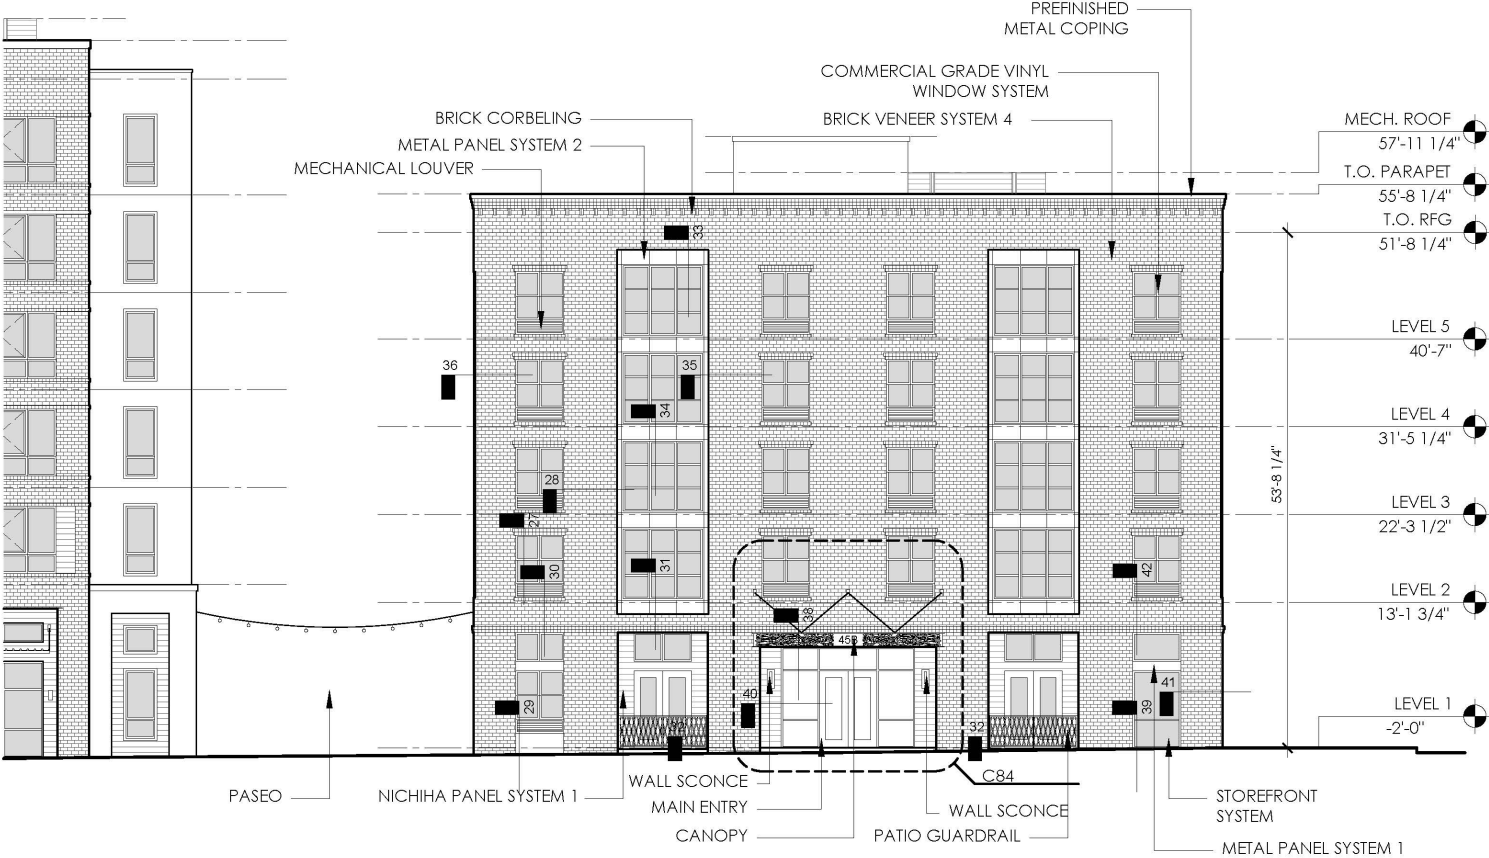 PREFINISHED
METAL COPING
COMMERCIAL GRADE VINYL
WINDOW SYSTEM
BRICK CORBELING
BRICK VENEER SYSTEM 4
METAL PANEL SYSTEM 2
MECHANICAL LOUVER
MECH. ROOF
57'-11 1/4"
T.O. PARAPET
55'-8 1/4"
T.O. RFG
51'-8 1/4"
33
LEVEL 5
40'-7"
36
35
34
LEVEL 4
31'-5 1/4"
53'-8 1/4"
28
27
LEVEL 3
22'-3 1/2"
30
31
42
LEVEL 2
13'-1 3/4"
38
45B
29
40
39
41
LEVEL 1
-2'-0"
32
32
C84
WALL SCONCE
PASEO
NICHIHA PANEL SYSTEM 1
MAIN ENTRY
WALL SCONCE
STOREFRONT
SYSTEM
CANOPY
PATIO GUARDRAIL
METAL PANEL SYSTEM 1